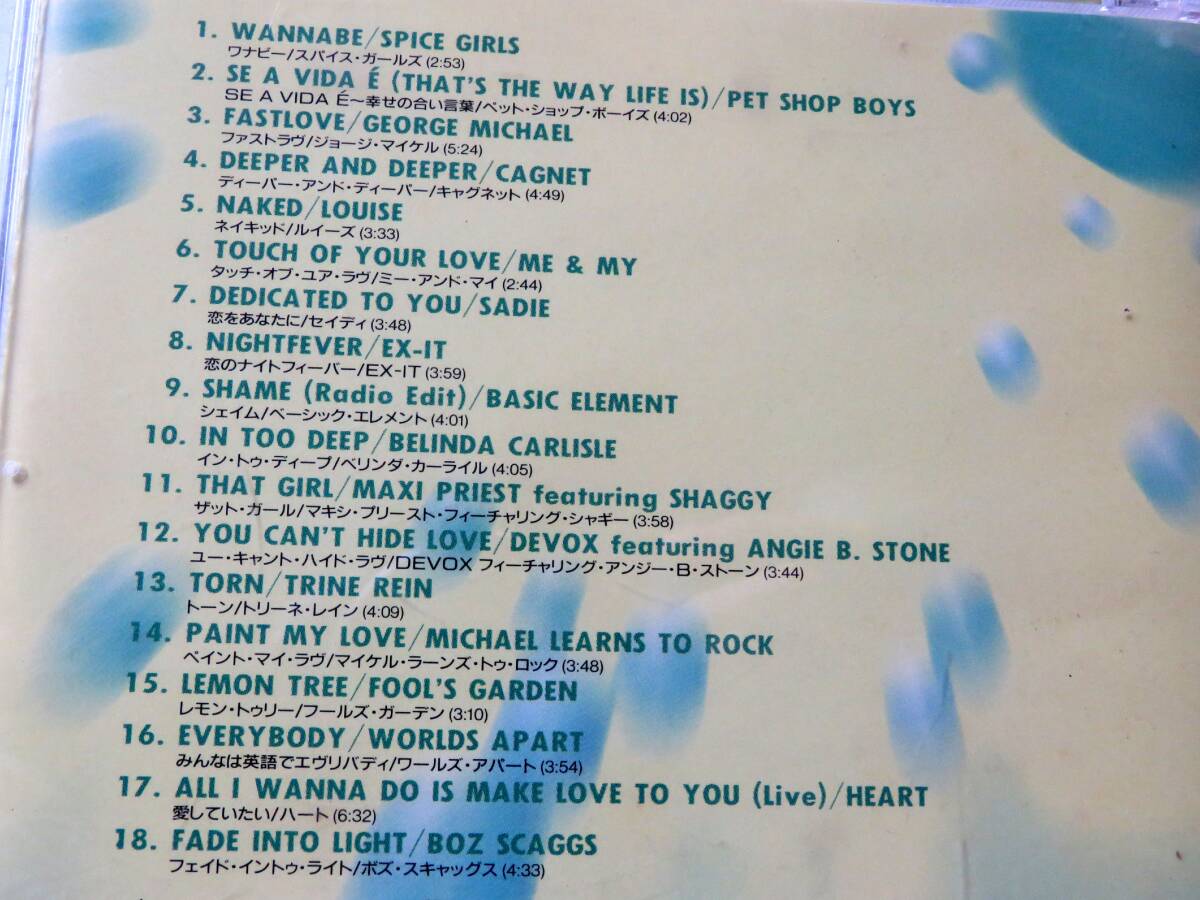 1. WANNABE/SPICE GIRLS
ワナビー/スパイス・ガールズ(2:53)
2. SE A VIDA É (THAT'S THE WAY LIFE IS)/PET SHOP BOYS
SE A VIDA É〜幸せの合い言葉/ペット・ショップ・ボーイズ(4:02)
3. FASTLOVE/GEORGE MICHAEL
ファストラヴ/ジョージ・マイケル(5:24)
4. DEEPER AND DEEPER/CAGNET
ディーパー・アンド・ディーパー/キャグネット(4:49)
5. NAKED/LOUISE
ネイキッド/ルイーズ(3:33)
6. TOUCH OF YOUR LOVE/ME & MY
タッチ・オブ・ユア・ラヴ/ミー・アンド・マイ(2:44)
7. DEDICATED TO YOU/SADIE
恋をあなたに/セイディ(3:48)
8. NIGHTFEVER/EX-IT
恋のナイトフィーバー/EX-IT(3:59)
9. SHAME (Radio Edit)/BASIC ELEMENT
シェイム/ベーシック・エレメント(4:01)
10. IN TOO DEEP/BELINDA CARLISLE
イン・トゥ・ディープ/ベリンダ・カーライル(4:05)
11. THAT GIRL/MAXI PRIEST featuring SHAGGY
ザット・ガール/マキシ・プリースト・フィーチャリング・シャギー(3:58)
12. YOU CAN'T HIDE LOVE/DEVOX featuring ANGIE B. STONE
ユー・キャント・ハイド・ラヴ/DEVOX フィーチャリング・アンジー・B・ストーン(3:44)
13. TORN/TRINE REIN
トーン/トリーネ・レイン(4:09)
14. PAINT MY LOVE/MICHAEL LEARNS TO ROCK
ペイント・マイ・ラヴ/マイケル・ラーンズ・トゥ・ロック(3:48)
15. LEMON TREE/FOOL'S GARDEN
レモン・トゥリー/フールズ・ガーデン(3:10)
16. EVERYBODY/WORLDS APART
みんなは英語でエヴリバディ/ワールズ・アパート(3:54)
17. ALL I WANNA DO IS MAKE LOVE TO YOU (Live)/HEART
愛していたい/ハート(6:32)
18. FADE INTO LIGHT/BOZ SCAGGS
フェイド・イントゥ・ライト/ボズ・スキャッグス(4:33)